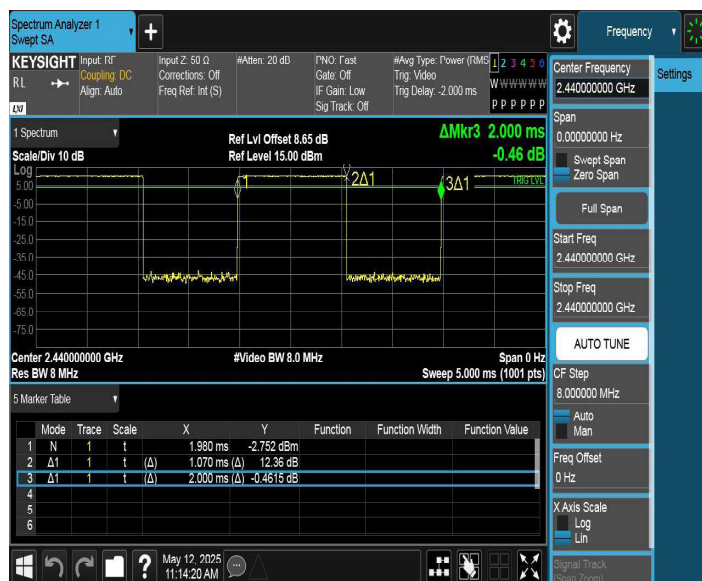 Spectrum Analyzer 1
Swept SA
Frequency
KEYSIGHT
RL
LXI
Input: RF
Coupling: DC
Align: Auto
Input Z: 50 Ω
Corrections: Off
Freq Ref: Int (S)
#Atten: 20 dB
PNO: Fast
Gate: Off
IF Gain: Low
Sig Track: Off
#Avg Type: Power (RMS
Trig: Video
Trig Delay: -2.000 ms
1 2 3 4 5 6
W W W W W W
P P P P P P
Settings
1 Spectrum
Scale/Div 10 dB
Ref Lvl Offset 8.65 dB
Ref Level 15.00 dBm
ΔMkr3 2.000 ms
-0.46 dB
Log
5.00
-5.00
-15.0
-25.0
-35.0
-45.0
-55.0
-65.0
-75.0
1
2Δ1
3Δ1
TRIG LVL
Center 2.440000000 GHz
Res BW 8 MHz
#Video BW 8.0 MHz
Span 0 Hz
Sweep 5.000 ms (1001 pts)
5 Marker Table
Mode Trace Scale X Y Function Function Width Function Value
1 N 1 t 1.980 ms -2.752 dBm
2 Δ1 1 t (Δ) 1.070 ms (Δ) 12.36 dB
3 Δ1 1 t (Δ) 2.000 ms (Δ) -0.4615 dB
4
5
6
May 12, 2025
11:14:20 AM
Center Frequency
2.440000000 GHz
Span
0.00000000 Hz
Swept Span
Zero Span
Full Span
Start Freq
2.440000000 GHz
Stop Freq
2.440000000 GHz
AUTO TUNE
CF Step
8.000000 MHz
Auto
Man
Freq Offset
0 Hz
X Axis Scale
Log
Lin
Signal Track
(Span Zoom)